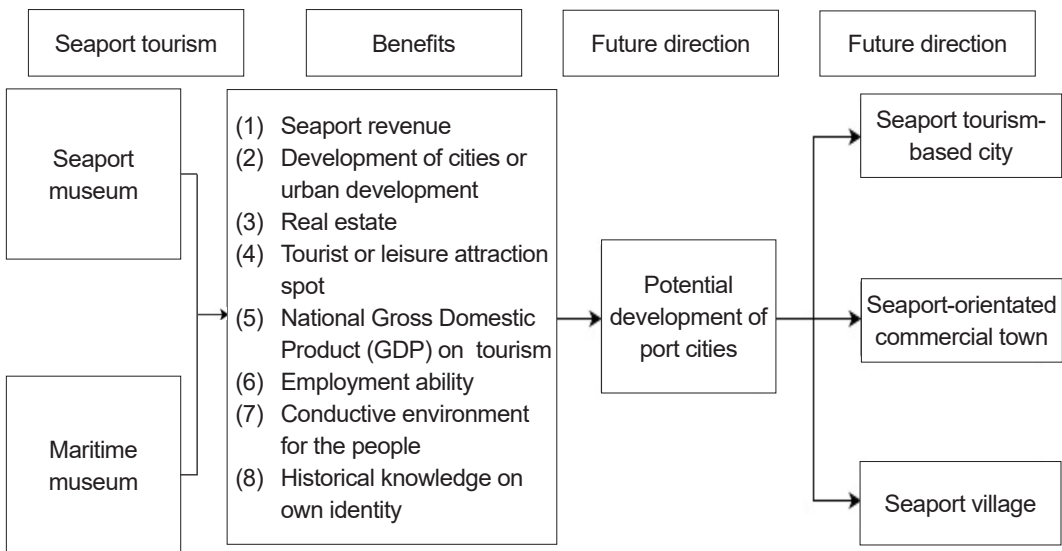 Seaport tourism
Benefits
Future direction
Future direction
Seaport
museum
Maritime
museum
(1) Seaport revenue
(2) Development of cities or
urban development
(3) Real estate
(4) Tourist or leisure attraction
spot
(5) National Gross Domestic
Product (GDP) on tourism
(6) Employment ability
(7) Conductive environment
for the people
(8) Historical knowledge on
own identity
Potential
development of
port cities
Seaport tourism-
based city
Seaport-orientated
commercial town
Seaport village